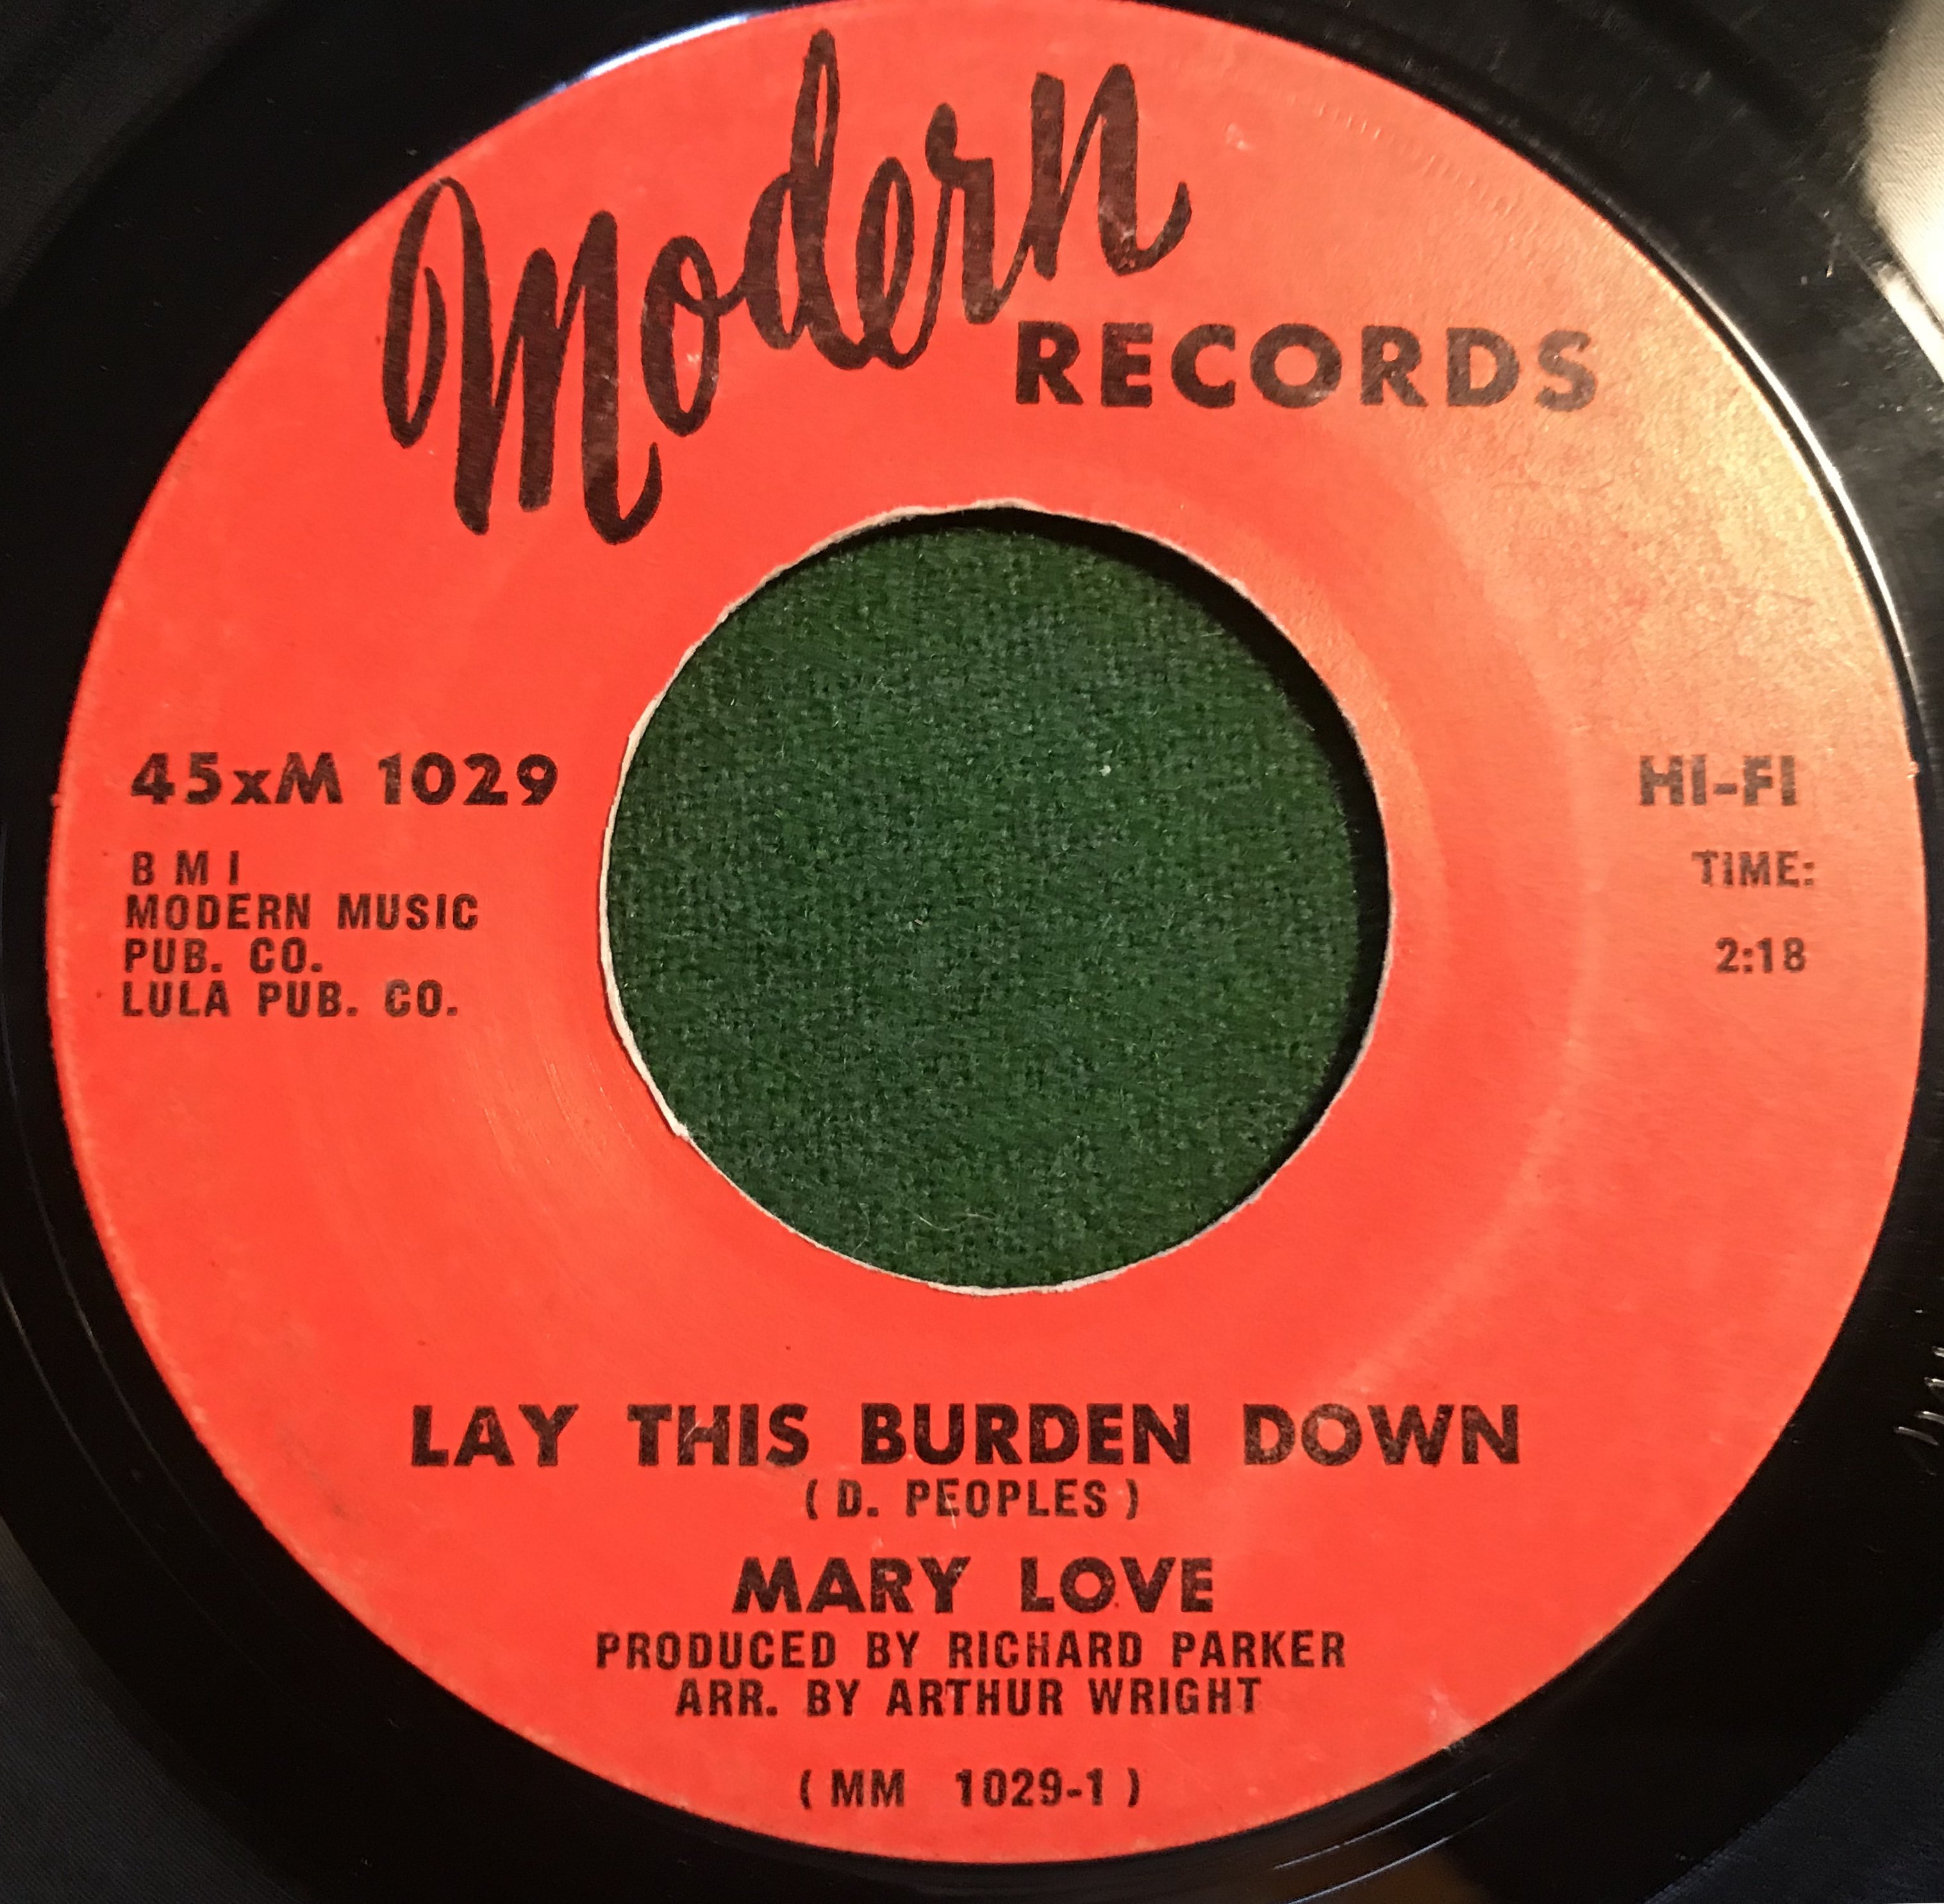 Modern
RECORDS
45xM 1029
HI-FI
B M I
TIME:
MODERN MUSIC
PUB. CO.
2:18
LULA PUB. CO.
LAY THIS BURDEN DOWN
( D. PEOPLES )
MARY LOVE
PRODUCED BY RICHARD PARKER
ARR. BY ARTHUR WRIGHT
( MM 1029-1 )